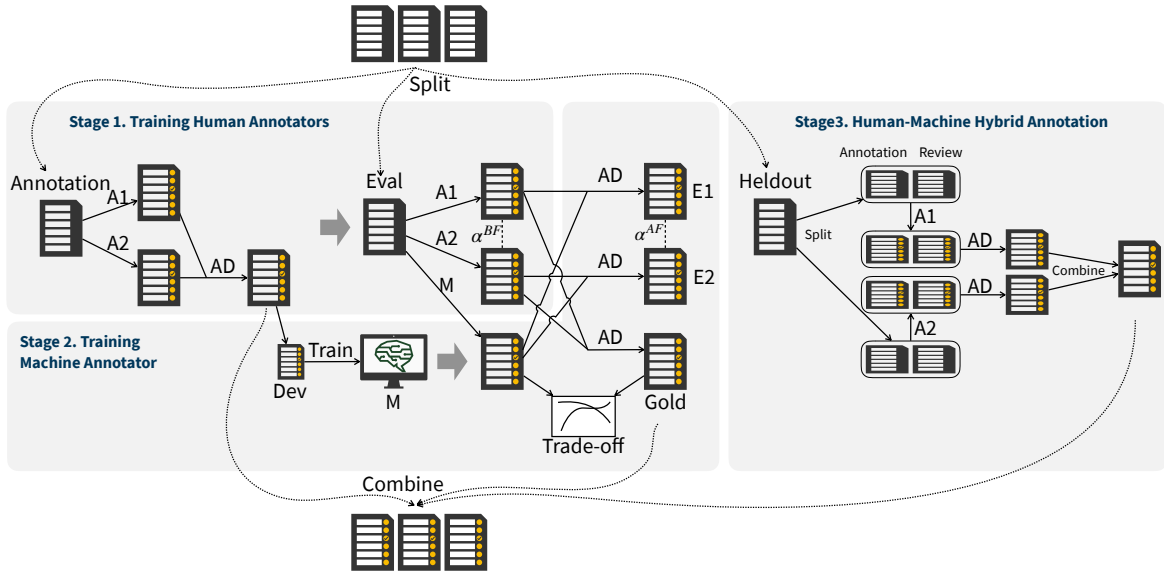 Split
Stage 1. Training Human Annotators
Annotation
A1
A2
AD
Eval
A1
A2
M
α^BF
AD
E1
α^AF
AD
E2
AD
Gold
Trade-off
Stage 2. Training
Machine Annotator
Train
Dev
M
Stage3. Human-Machine Hybrid Annotation
Annotation Review
Heldout
Split
A1
AD
Combine
AD
A2
Combine